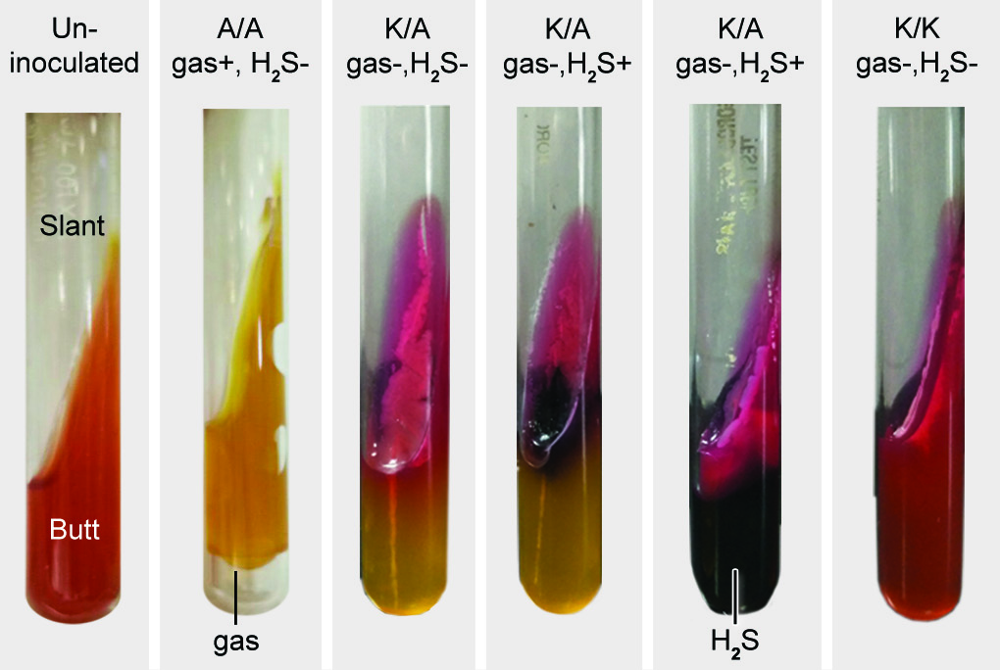 Un-
inoculated
A/A
gas+, H₂S-
K/A
gas-,H₂S-
K/A
gas-,H₂S+
K/A
gas-,H₂S+
K/K
gas-,H₂S-
Slant
Butt
gas
H₂S